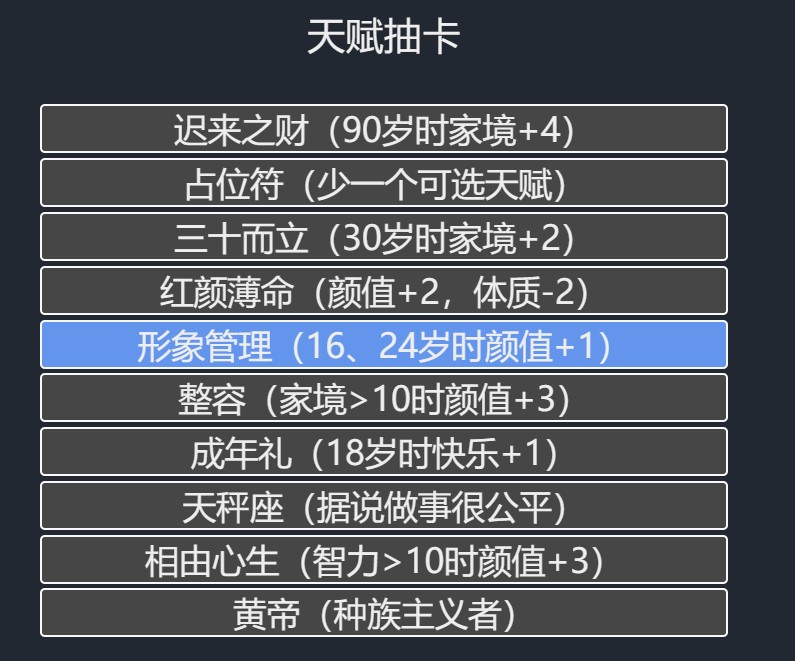 天赋抽卡
迟来之财（90岁时家境+4）
占位符（少一个可选天赋）
三十而立（30岁时家境+2）
红颜薄命（颜值+2，体质-2）
形象管理（16、24岁时颜值+1）
整容（家境>10时颜值+3）
成年礼（18岁时快乐+1）
天秤座（据说做事很公平）
相由心生（智力>10时颜值+3）
黄帝（种族主义者）